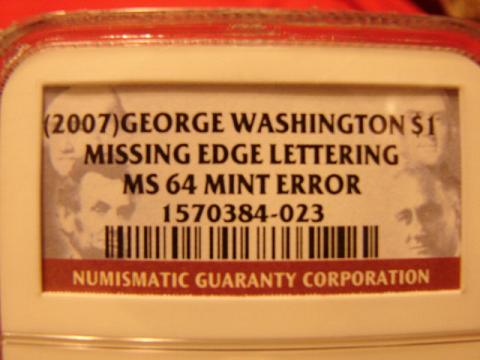 (2007)GEORGE WASHINGTON $1
MISSING EDGE LETTERING
MS 64 MINT ERROR
1570384-023
NUMISMATIC GUARANTY CORPORATION